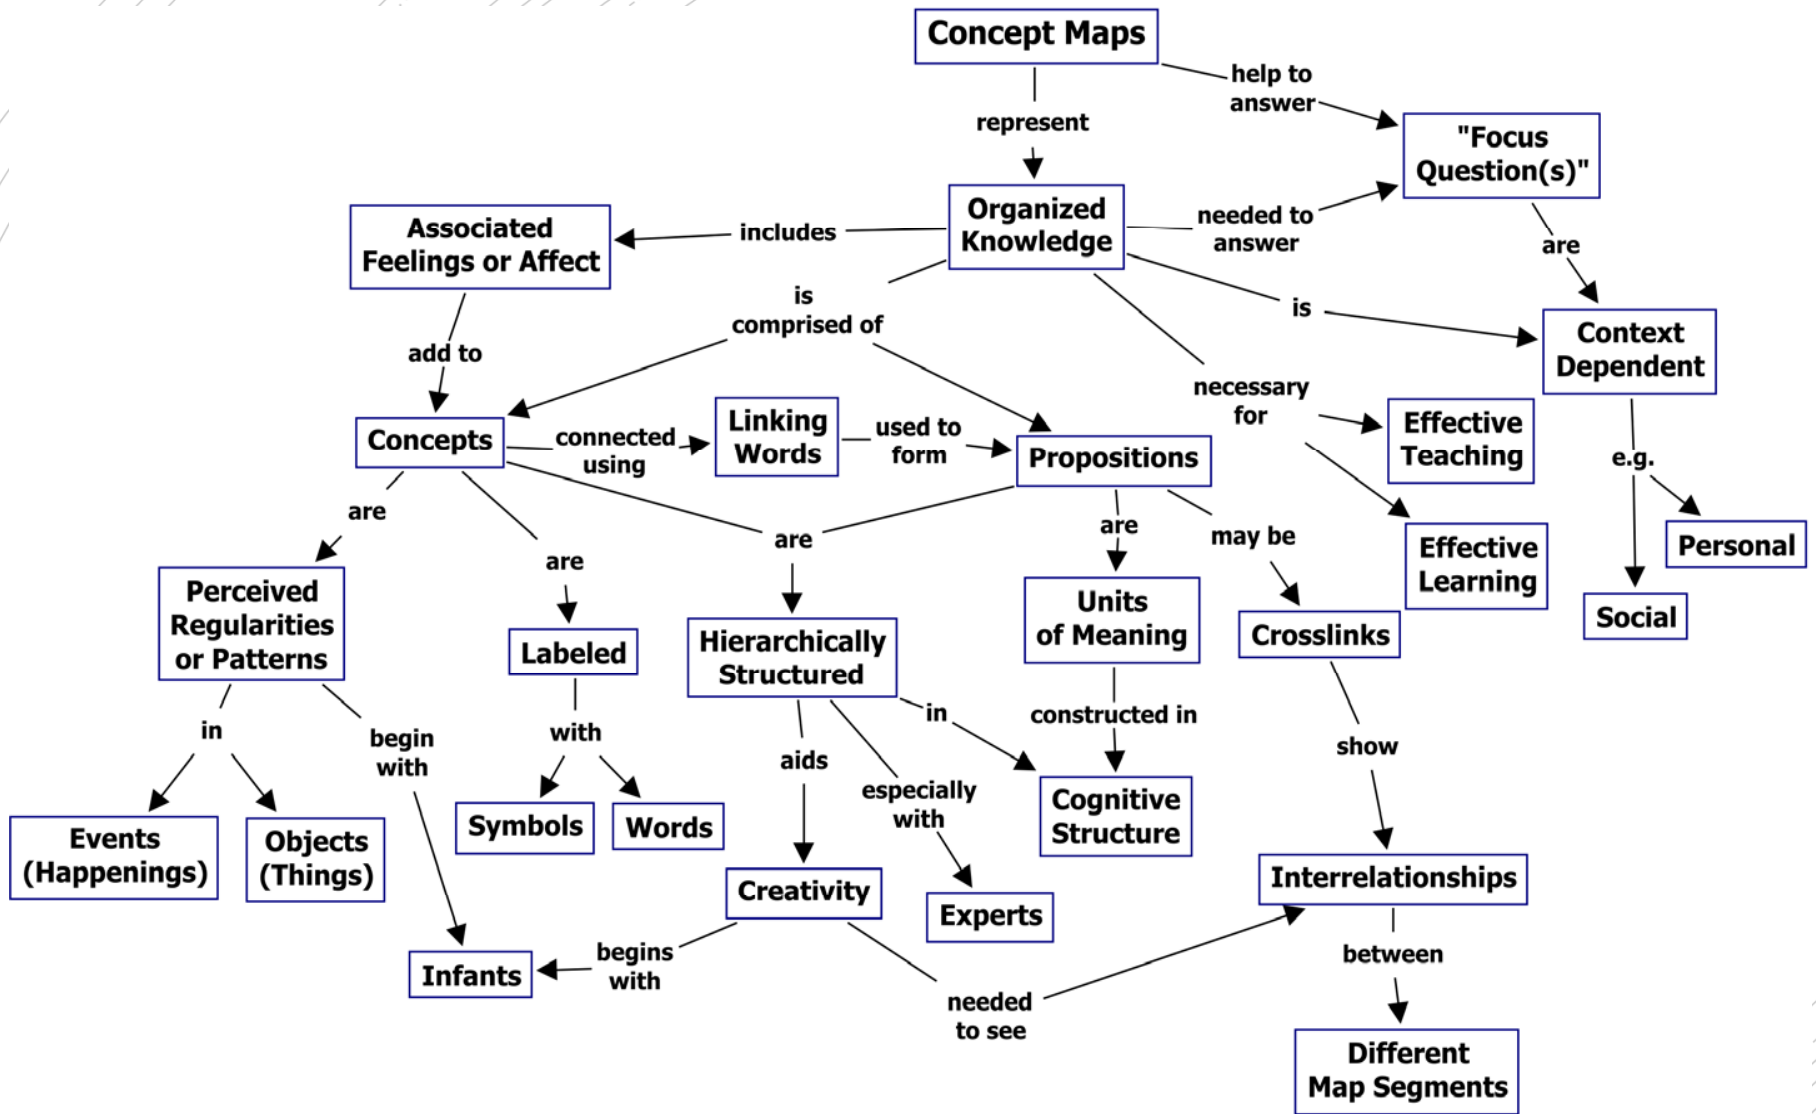 Concept Maps
help to
answer
represent
"Focus
Question(s)"
Organized
Knowledge
needed to
answer
includes
Associated
Feelings or Affect
are
is
comprised of
is
add to
Context
Dependent
necessary
for
Effective
Teaching
Linking
Words
Concepts
connected
using
used to
form
Propositions
e.g.
are
are
are
are
may be
Effective
Learning
Personal
Social
Perceived
Regularities
or Patterns
Labeled
Hierarchically
Structured
Units
of Meaning
Crosslinks
in
begin
with
with
aids
in
constructed in
show
especially
with
Events
(Happenings)
Objects
(Things)
Symbols
Words
Cognitive
Structure
Creativity
Experts
Interrelationships
begins
with
Infants
needed
to see
between
Different
Map Segments